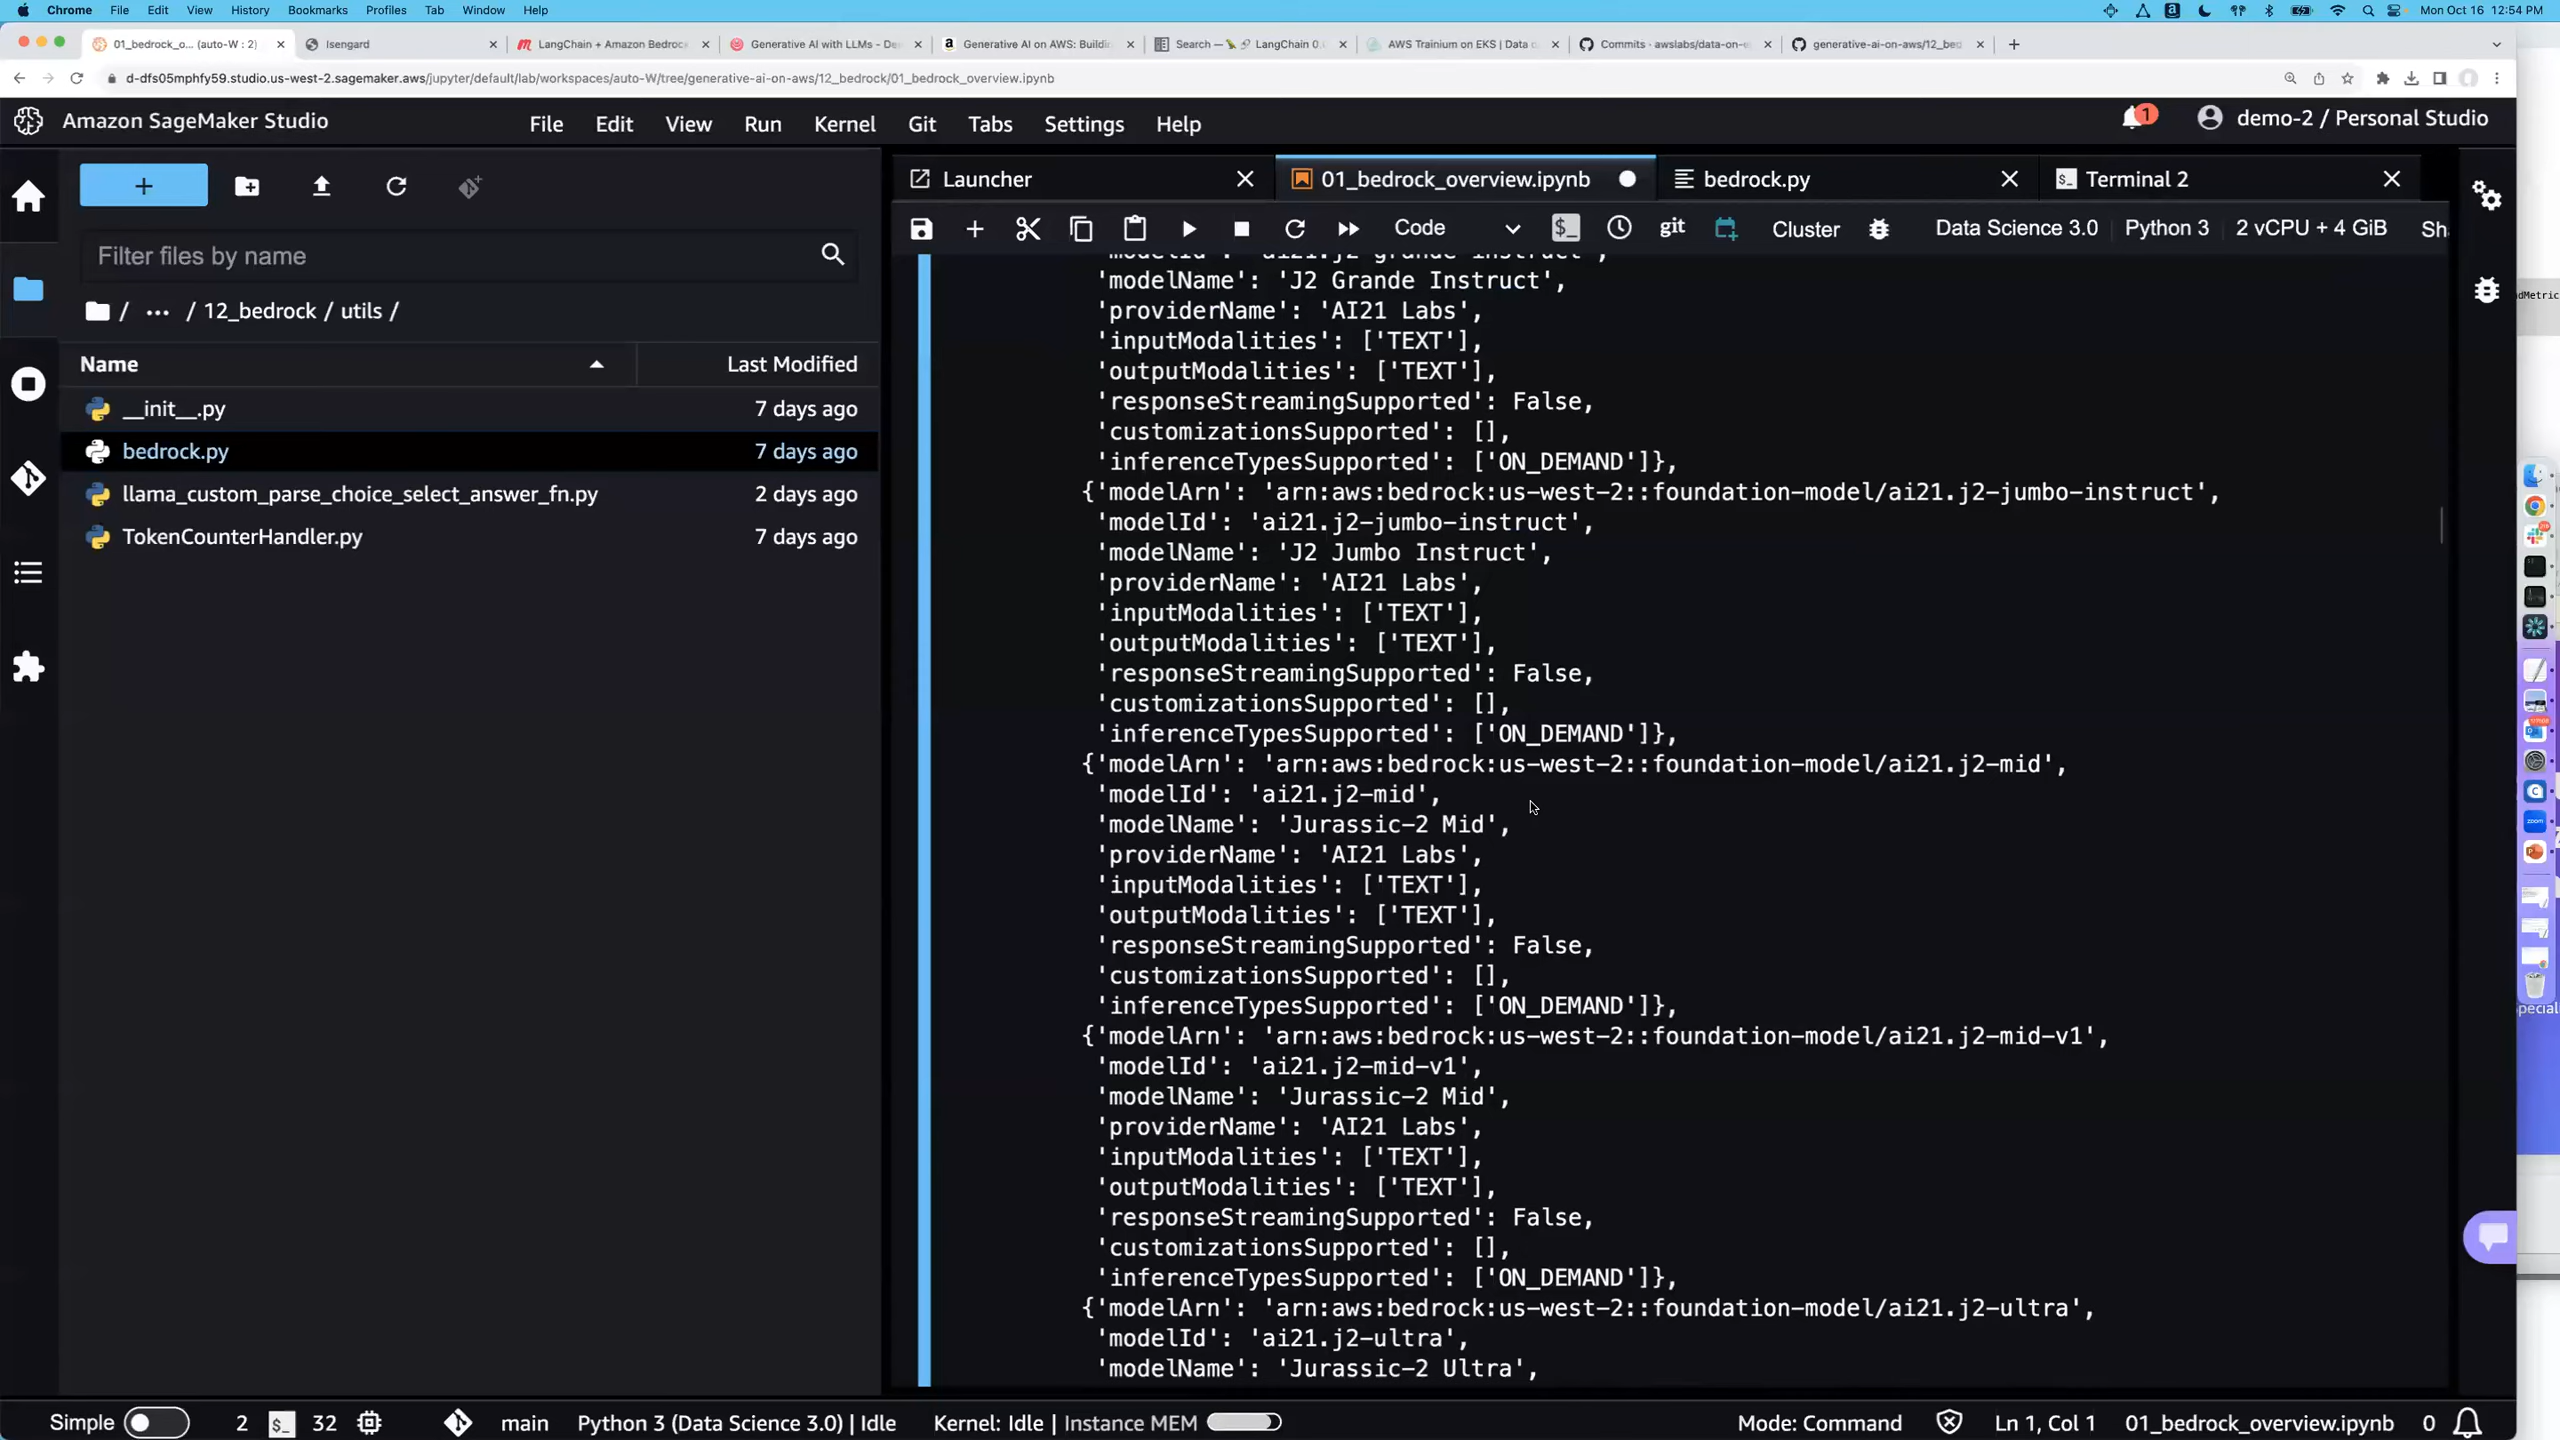 Chrome File Edit View History Bookmarks Profiles Tab Window Help
Mon Oct 16 12:54 PM
01_bedrock_o... (auto-W : 2)
Isengard
LangChain + Amazon Bedrock
Generative AI with LLMs - De
Generative AI on AWS: Buildi
LangChain 0.
AWS Trainium on EKS | Data o
Commits · awslabs/data-on-e
generative-ai-on-aws/12_bed
d-dfs05mphfy59.studio.us-west-2.sagemaker.aws/jupyter/default/lab/workspaces/auto-W/tree/generative-ai-on-aws/12_bedrock/01_bedrock_overview.ipynb
Amazon SageMaker Studio
File Edit View Run Kernel Git Tabs Settings Help
1
demo-2 / Personal Studio
Launcher
01_bedrock_overview.ipynb
bedrock.py
Terminal 2
Code
git
Cluster
Data Science 3.0
Python 3
2 vCPU + 4 GiB
Sh
Filter files by name
/ ··· / 12_bedrock / utils /
Name Last Modified
__init__.py 7 days ago
bedrock.py 7 days ago
llama_custom_parse_choice_select_answer_fn.py 2 days ago
TokenCounterHandler.py 7 days ago
'modelId': 'ai21.j2-grande-instruct',
'modelName': 'J2 Grande Instruct',
'providerName': 'AI21 Labs',
'inputModalities': ['TEXT'],
'outputModalities': ['TEXT'],
'responseStreamingSupported': False,
'customizationsSupported': [],
'inferenceTypesSupported': ['ON_DEMAND']},
{'modelArn': 'arn:aws:bedrock:us-west-2::foundation-model/ai21.j2-jumbo-instruct',
'modelId': 'ai21.j2-jumbo-instruct',
'modelName': 'J2 Jumbo Instruct',
'providerName': 'AI21 Labs',
'inputModalities': ['TEXT'],
'outputModalities': ['TEXT'],
'responseStreamingSupported': False,
'customizationsSupported': [],
'inferenceTypesSupported': ['ON_DEMAND']},
{'modelArn': 'arn:aws:bedrock:us-west-2::foundation-model/ai21.j2-mid',
'modelId': 'ai21.j2-mid',
'modelName': 'Jurassic-2 Mid',
'providerName': 'AI21 Labs',
'inputModalities': ['TEXT'],
'outputModalities': ['TEXT'],
'responseStreamingSupported': False,
'customizationsSupported': [],
'inferenceTypesSupported': ['ON_DEMAND']},
{'modelArn': 'arn:aws:bedrock:us-west-2::foundation-model/ai21.j2-mid-v1',
'modelId': 'ai21.j2-mid-v1',
'modelName': 'Jurassic-2 Mid',
'providerName': 'AI21 Labs',
'inputModalities': ['TEXT'],
'outputModalities': ['TEXT'],
'responseStreamingSupported': False,
'customizationsSupported': [],
'inferenceTypesSupported': ['ON_DEMAND']},
{'modelArn': 'arn:aws:bedrock:us-west-2::foundation-model/ai21.j2-ultra',
'modelId': 'ai21.j2-ultra',
'modelName': 'Jurassic-2 Ultra',
ndMetric
zoom
Speciali
Simple
2
32
main
Python 3 (Data Science 3.0) | Idle
Kernel: Idle | Instance MEM
Mode: Command
Ln 1, Col 1
01_bedrock_overview.ipynb
0